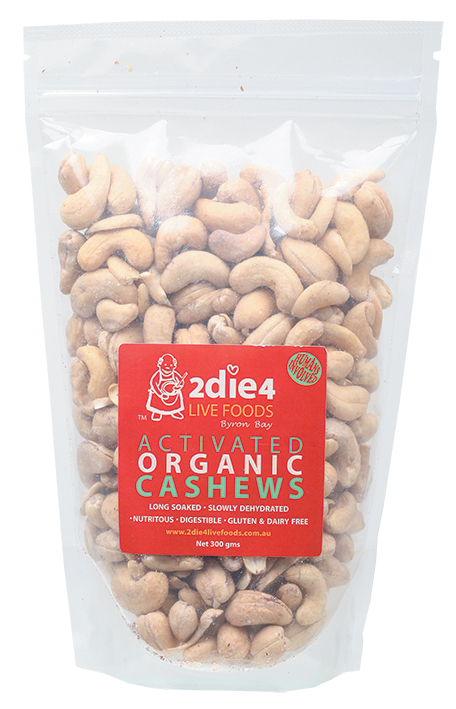 2die4
LIVE FOODS
Byron Bay
TM
HUMANS
INVOLVED
ACTIVATED
ORGANIC
CASHEWS
LONG SOAKED • SLOWLY DEHYDRATED
• NUTRITOUS • DIGESTIBLE • GLUTEN & DAIRY FREE
www.2die4livefoods.com.au
Net 300 gms